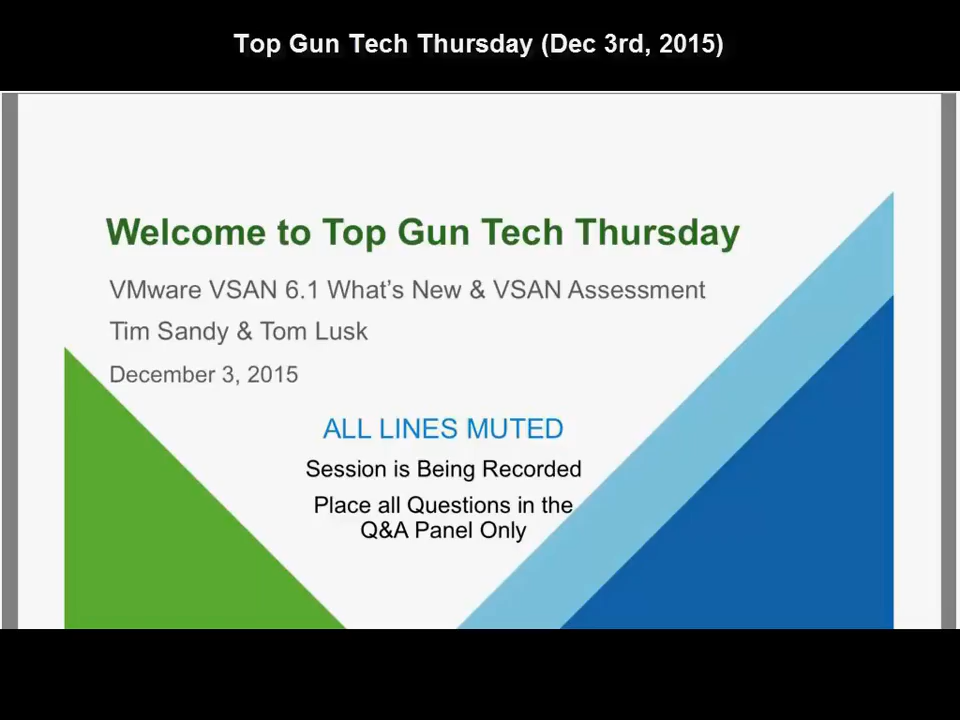 Top Gun Tech Thursday (Dec 3rd, 2015)
Welcome to Top Gun Tech Thursday
VMware VSAN 6.1 What's New & VSAN Assessment
Tim Sandy & Tom Lusk
December 3, 2015
ALL LINES MUTED
Session is Being Recorded
Place all Questions in the
Q&A Panel Only